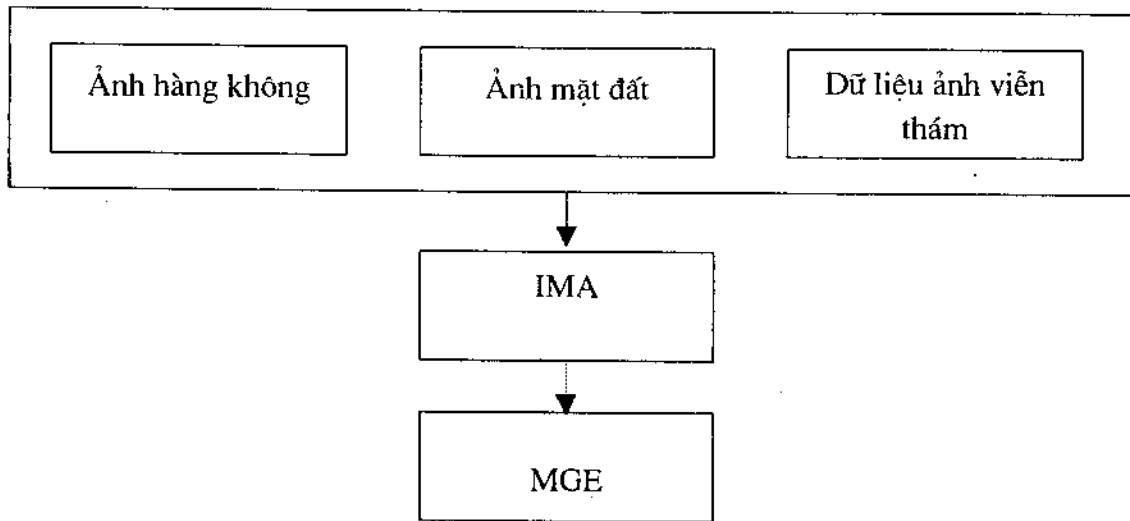 Ảnh hàng không
Ảnh mặt đất
Dữ liệu ảnh viễn
thám
IMA
MGE